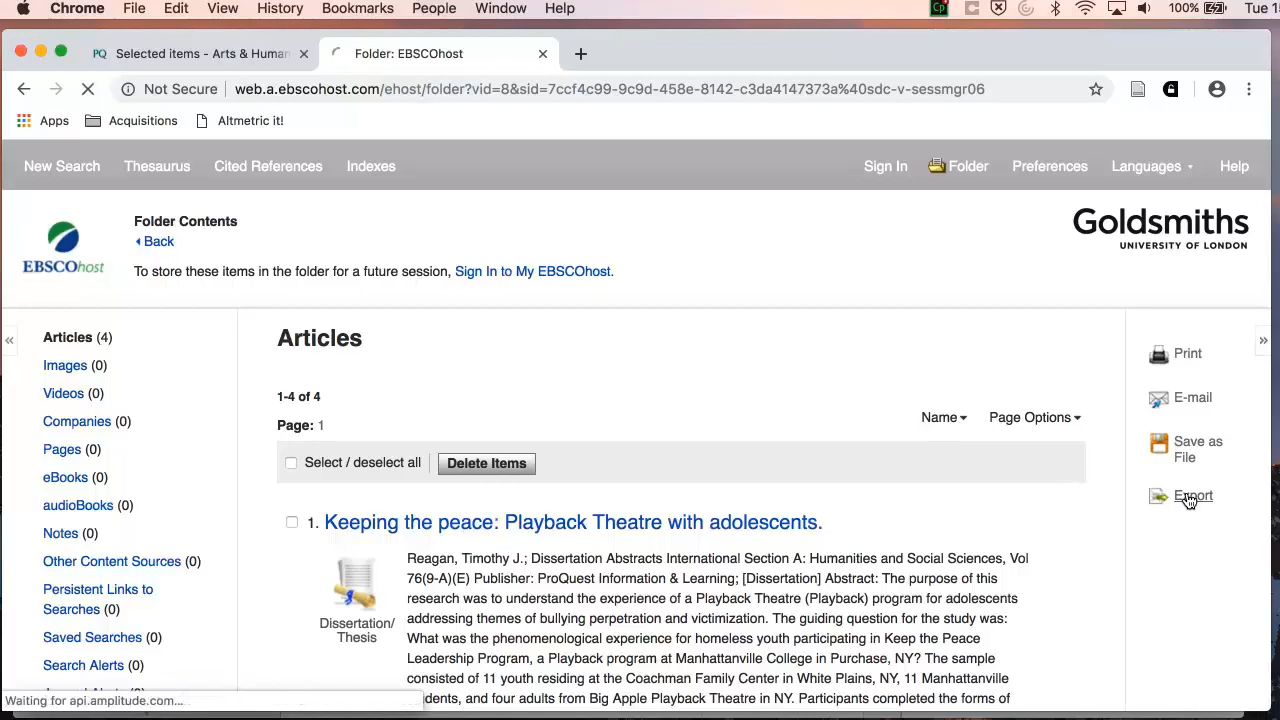 Chrome File Edit View History Bookmarks People Window Help 100% Tue 1
PQ Selected items - Arts & Human
Folder: EBSCOhost
Not Secure web.a.ebscohost.com/ehost/folder?vid=8&sid=7ccf4c99-9c9d-458e-8142-c3da4147373a%40sdc-v-sessmgr06
Apps Acquisitions Altmetric it!
New Search Thesaurus Cited References Indexes Sign In Folder Preferences Languages Help
EBSCOhost
Folder Contents
Back
To store these items in the folder for a future session, Sign In to My EBSCOhost.
Goldsmiths
UNIVERSITY OF LONDON
Articles (4)
Images (0)
Videos (0)
Companies (0)
Pages (0)
eBooks (0)
audioBooks (0)
Notes (0)
Other Content Sources (0)
Persistent Links to
Searches (0)
Saved Searches (0)
Search Alerts (0)
Waiting for api.amplitude.com...
Articles
1-4 of 4
Page: 1
Name Page Options
Select / deselect all Delete Items
1. Keeping the peace: Playback Theatre with adolescents.
Dissertation/
Thesis
Reagan, Timothy J.; Dissertation Abstracts International Section A: Humanities and Social Sciences, Vol
76(9-A)(E) Publisher: ProQuest Information & Learning; [Dissertation] Abstract: The purpose of this
research was to understand the experience of a Playback Theatre (Playback) program for adolescents
addressing themes of bullying perpetration and victimization. The guiding question for the study was:
What was the phenomenological experience for homeless youth participating in Keep the Peace
Leadership Program, a Playback program at Manhattanville College in Purchase, NY? The sample
consisted of 11 youth residing at the Coachman Family Center in White Plains, NY, 11 Manhattanville
dents, and four adults from Big Apple Playback Theatre in NY. Participants completed the forms of
Print
E-mail
Save as
File
Export